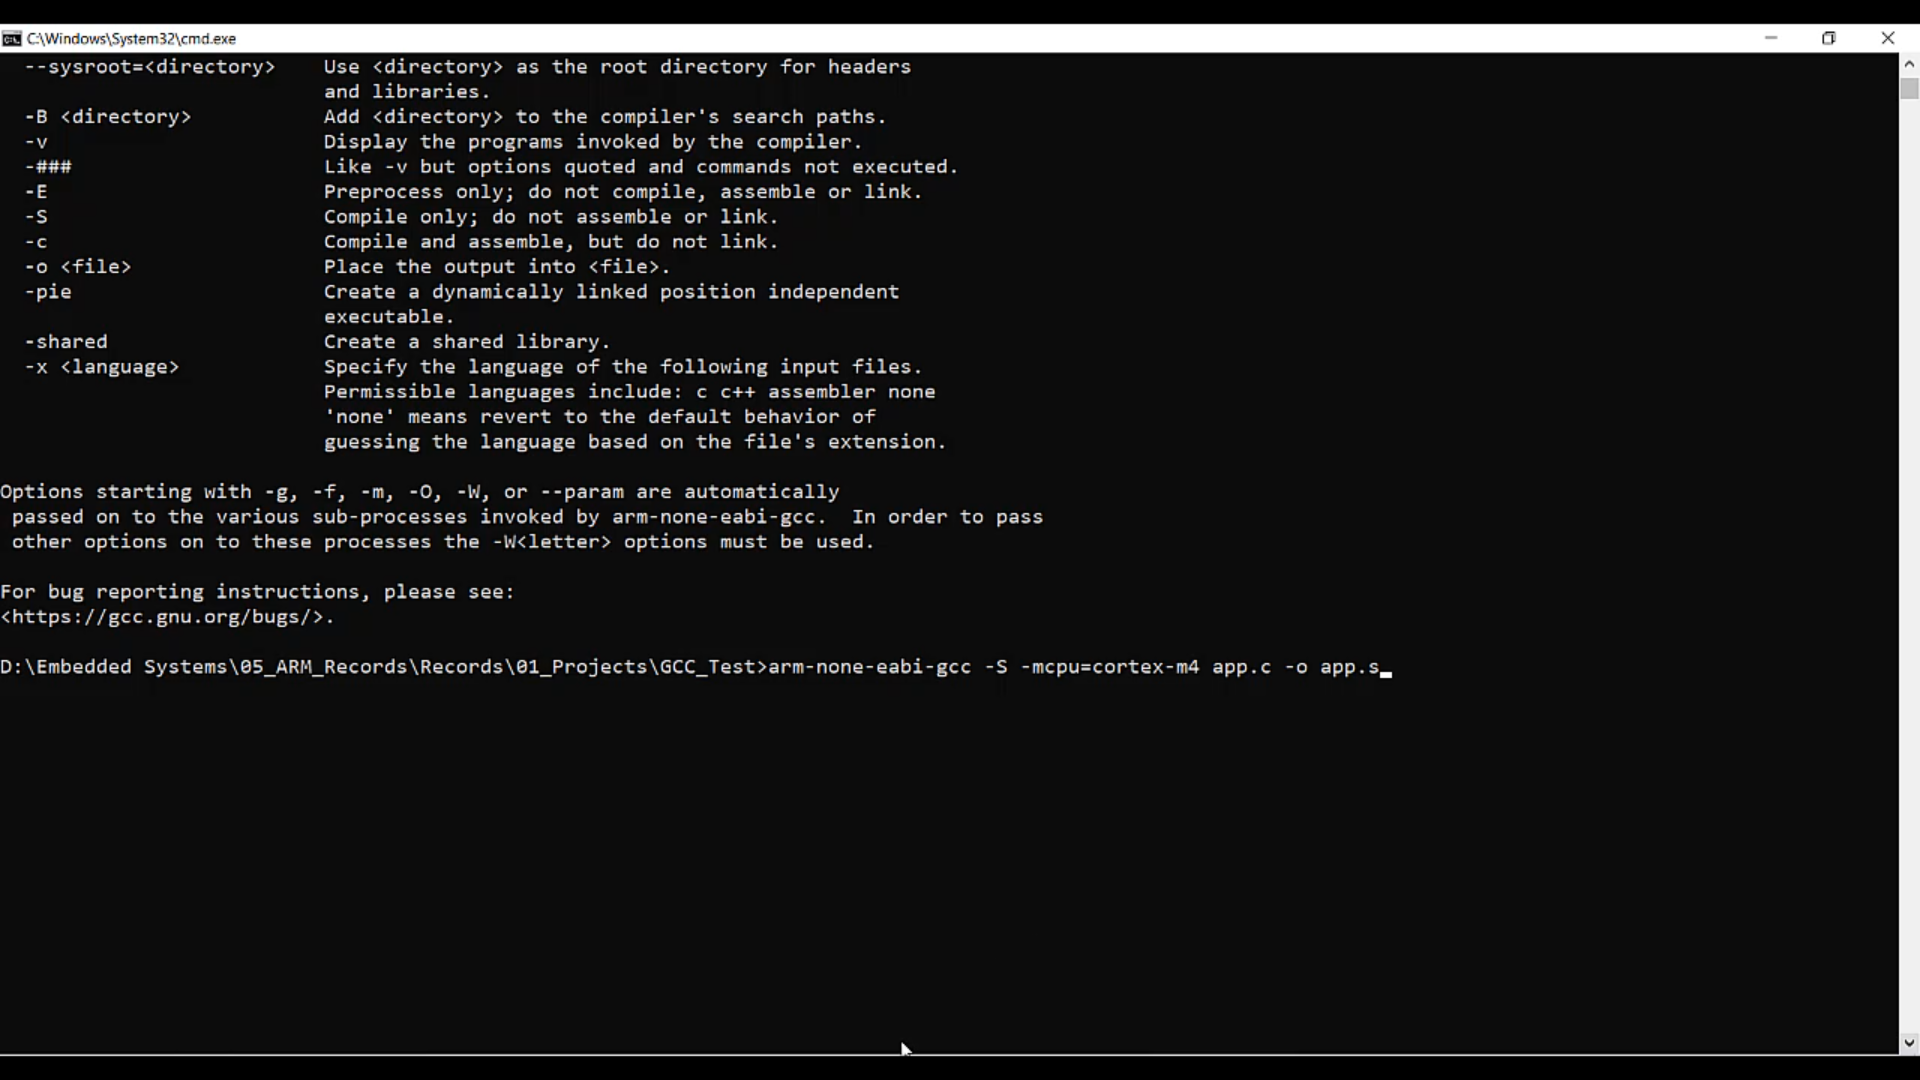 C:\Windows\System32\cmd.exe
--sysroot=<directory> Use <directory> as the root directory for headers
and libraries.
-B <directory> Add <directory> to the compiler's search paths.
-v Display the programs invoked by the compiler.
-### Like -v but options quoted and commands not executed.
-E Preprocess only; do not compile, assemble or link.
-S Compile only; do not assemble or link.
-c Compile and assemble, but do not link.
-o <file> Place the output into <file>.
-pie Create a dynamically linked position independent
executable.
-shared Create a shared library.
-x <language> Specify the language of the following input files.
Permissible languages include: c c++ assembler none
'none' means revert to the default behavior of
guessing the language based on the file's extension.
Options starting with -g, -f, -m, -O, -W, or --param are automatically
passed on to the various sub-processes invoked by arm-none-eabi-gcc.  In order to pass
other options on to these processes the -W<letter> options must be used.
For bug reporting instructions, please see:
<https://gcc.gnu.org/bugs/>.
D:\Embedded Systems\05_ARM_Records\Records\01_Projects\GCC_Test>arm-none-eabi-gcc -S -mcpu=cortex-m4 app.c -o app.s